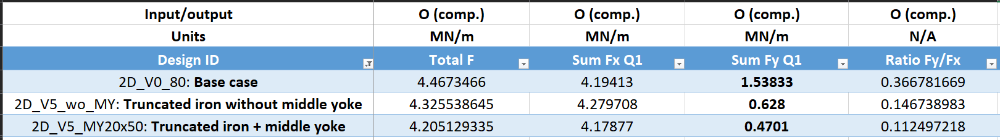 Input/output O (comp.) O (comp.) O (comp.) O (comp.)
Units MN/m MN/m MN/m N/A
Design ID Total F Sum Fx Q1 Sum Fy Q1 Ratio Fy/Fx
2D_V0_80: Base case 4.4673466 4.19413 1.53833 0.366781669
2D_V5_wo_MY: Truncated iron without middle yoke 4.325538645 4.279708 0.628 0.146738983
2D_V5_MY20x50: Truncated iron + middle yoke 4.205129335 4.17877 0.4701 0.112497218